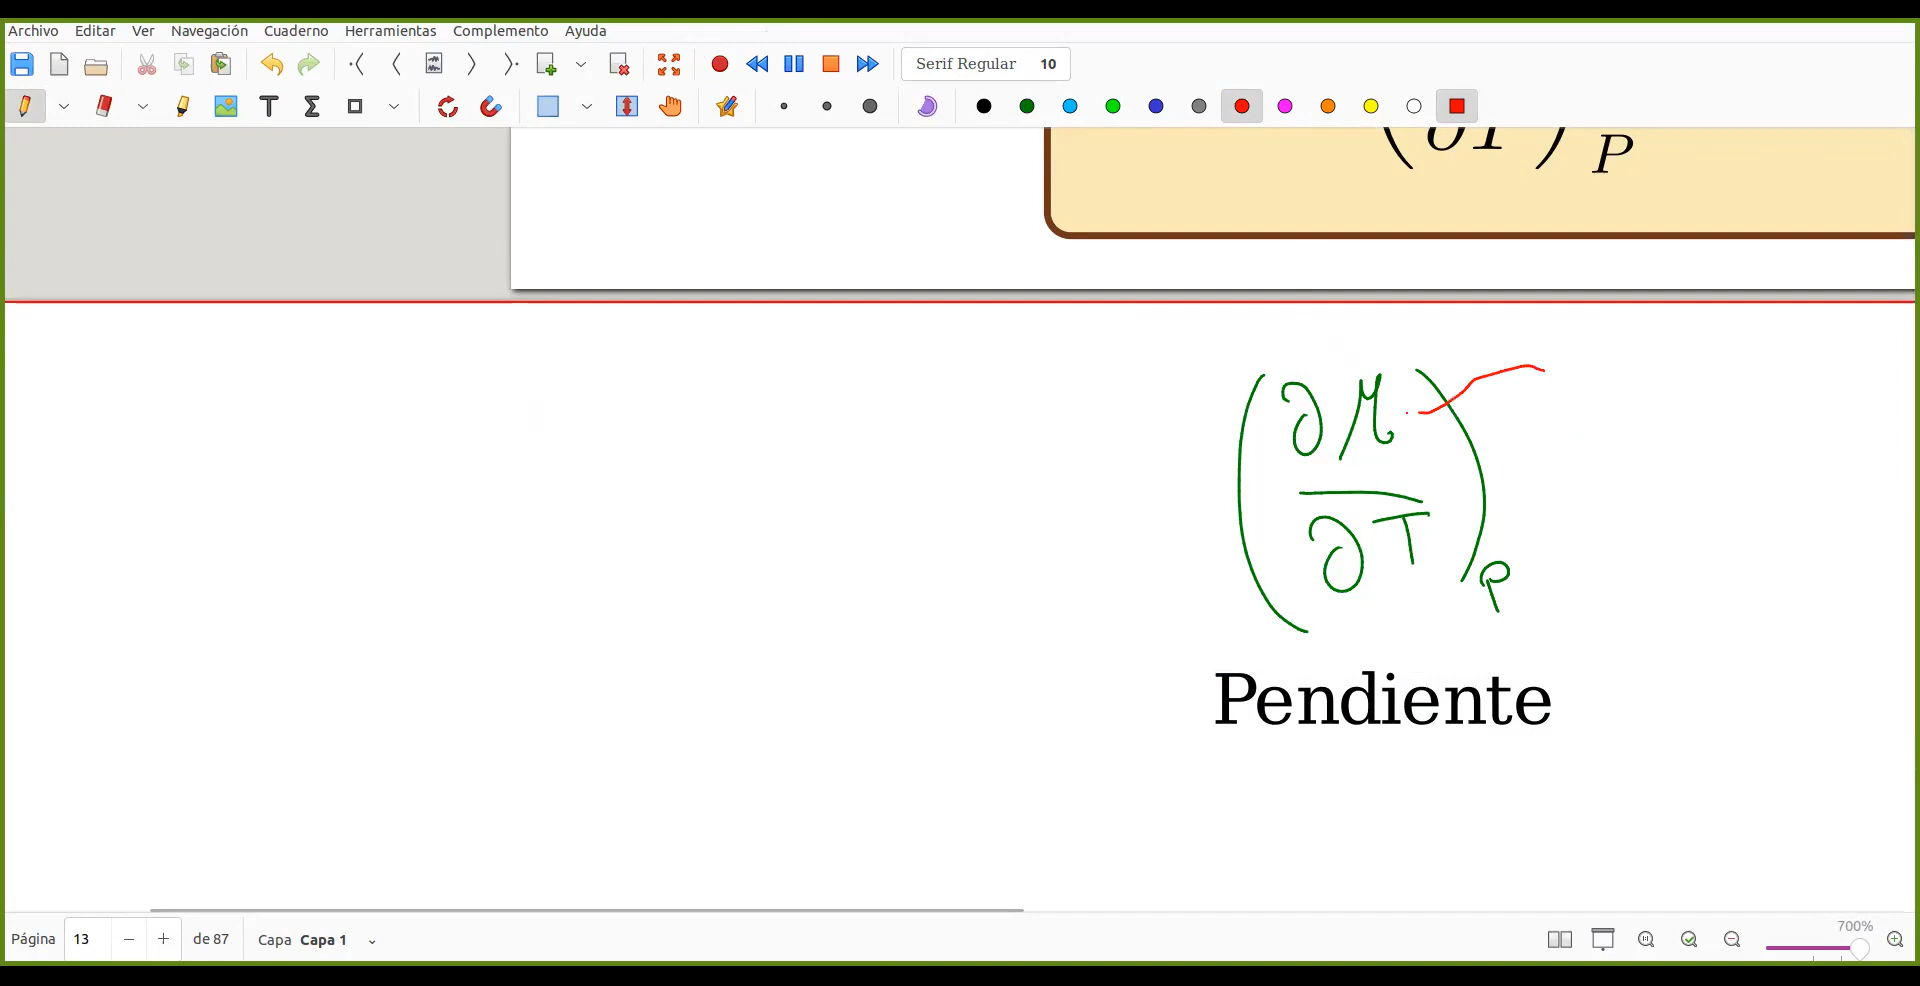 Archivo Editar Ver Navegación Cuaderno Herramientas Complemento Ayuda
Serif Regular 10
(∂T)P
(∂μ/∂T)P
Pendiente
700%
Página 13 de 87 Capa Capa 1